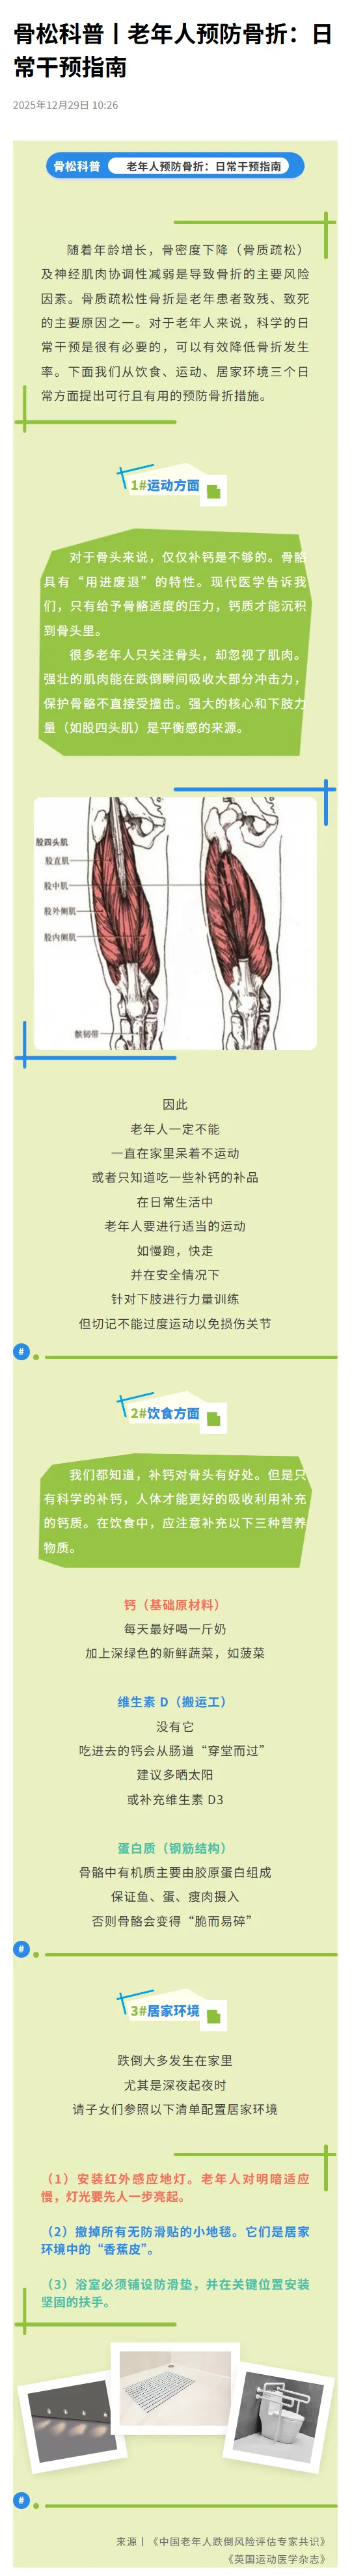 骨松科普丨老年人预防骨折：日
常干预指南
2025年12月29日 10:26
骨松科普 老年人预防骨折：日常干预指南
随着年龄增长，骨密度下降（骨质疏松）
及神经肌肉协调性减弱是导致骨折的主要风险
因素。骨质疏松性骨折是老年患者致残、致死
的主要原因之一。对于老年人来说，科学的日
常干预是很有必要的，可以有效降低骨折发生
率。下面我们从饮食、运动、居家环境三个日
常方面提出可行且有用的预防骨折措施。
1#运动方面
对于骨头来说，仅仅补钙是不够的。骨骼
具有“用进废退”的特性。现代医学告诉我
们，只有给予骨骼适度的压力，钙质才能沉积
到骨头里。
很多老年人只关注骨头，却忽视了肌肉。
强壮的肌肉能在跌倒瞬间吸收大部分冲击力，
保护骨骼不直接受撞击。强大的核心和下肢力
量（如股四头肌）是平衡感的来源。
股四头肌
股直肌
股中肌
股外侧肌
股内侧肌
髌韧带
因此
老年人一定不能
一直在家里呆着不运动
或者只知道吃一些补钙的补品
在日常生活中
老年人要进行适当的运动
如慢跑，快走
并在安全情况下
针对下肢进行力量训练
但切记不能过度运动以免损伤关节
#
2#饮食方面
我们都知道，补钙对骨头有好处。但是只
有科学的补钙，人体才能更好的吸收利用补充
的钙质。在饮食中，应注意补充以下三种营养
物质。
钙（基础原材料）
每天最好喝一斤奶
加上深绿色的新鲜蔬菜，如菠菜
维生素 D（搬运工）
没有它
吃进去的钙会从肠道“穿堂而过”
建议多晒太阳
或补充维生素 D3
蛋白质（钢筋结构）
骨骼中有机质主要由胶原蛋白组成
保证鱼、蛋、瘦肉摄入
否则骨骼会变得“脆而易碎”
#
3#居家环境
跌倒大多发生在家里
尤其是深夜起夜时
请子女们参照以下清单配置居家环境
（1）安装红外感应地灯。老年人对明暗适应
慢，灯光要先人一步亮起。
（2）撤掉所有无防滑贴的小地毯。它们是居家
环境中的“香蕉皮”。
（3）浴室必须铺设防滑垫，并在关键位置安装
坚固的扶手。
#
来源丨《中国老年人跌倒风险评估专家共识》
《英国运动医学杂志》